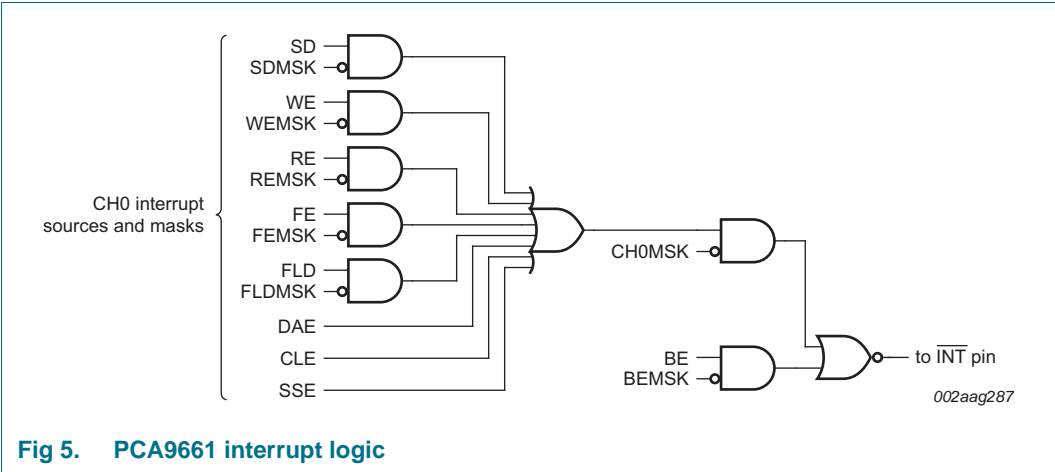 SD
SDMSK
WE
WEMSK
RE
REMSK
CH0 interrupt
sources and masks
FE
FEMSK
CH0MSK
FLD
FLDMSK
DAE
CLE
BE
BEMSK
to INT pin
SSE
002aag287
Fig 5. PCA9661 interrupt logic